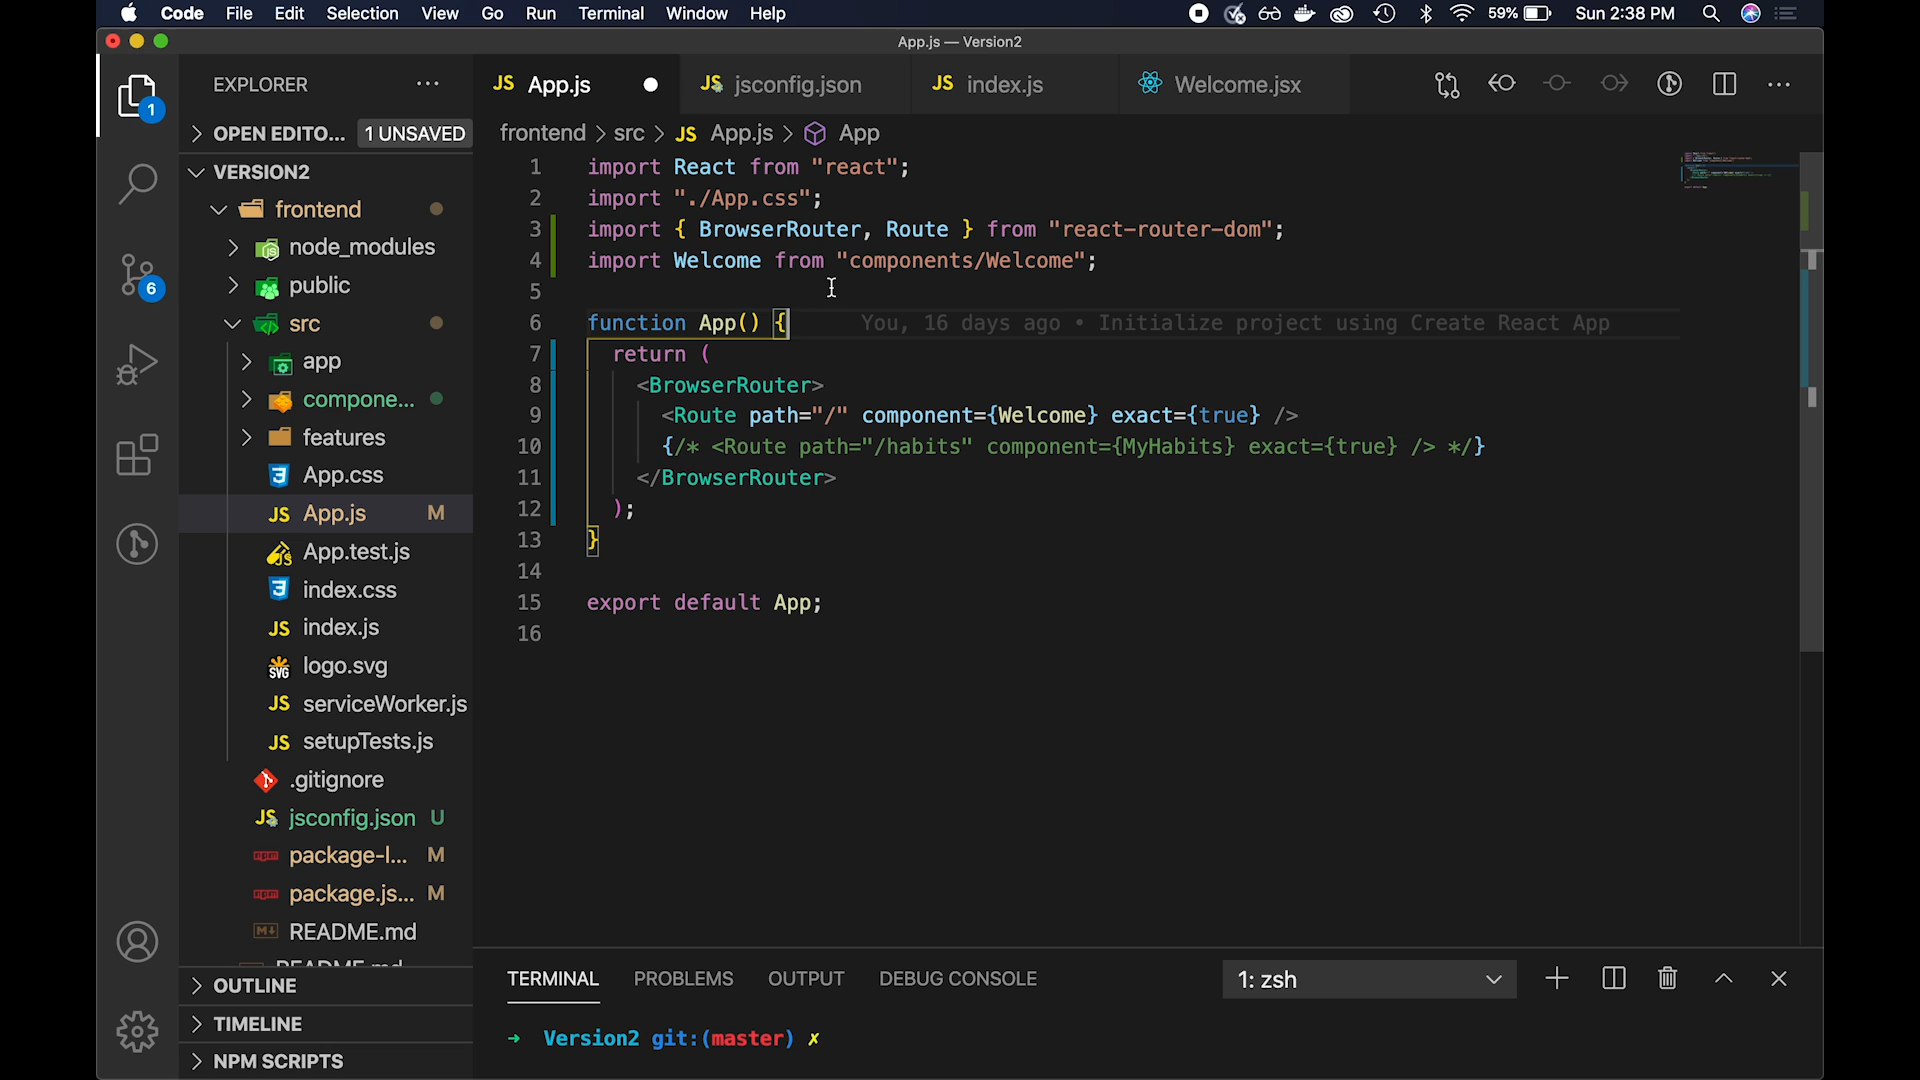 Code File Edit Selection View Go Run Terminal Window Help 59% Sun 2:38 PM
App.js — Version2
EXPLORER
JS App.js
JS jsconfig.json
JS index.js
Welcome.jsx
1
OPEN EDITO... 1 UNSAVED
frontend > src > JS App.js > App
VERSION2
frontend
node_modules
public
src
app
compone...
features
App.css
JS App.js M
App.test.js
index.css
JS index.js
SVG logo.svg
JS serviceWorker.js
JS setupTests.js
.gitignore
JS jsconfig.json U
npm package-l... M
npm package.js... M
M↓ README.md
OUTLINE
TIMELINE
NPM SCRIPTS
6
1 import React from "react";
2 import "./App.css";
3 import { BrowserRouter, Route } from "react-router-dom";
4 import Welcome from "components/Welcome";
5
6 function App() { You, 16 days ago • Initialize project using Create React App
7 return (
8 <BrowserRouter>
9 <Route path="/" component={Welcome} exact={true} />
10 {/* <Route path="/habits" component={MyHabits} exact={true} /> */}
11 </BrowserRouter>
12 );
13 }
14
15 export default App;
16
TERMINAL PROBLEMS OUTPUT DEBUG CONSOLE 1: zsh
→ Version2 git:(master) ✗